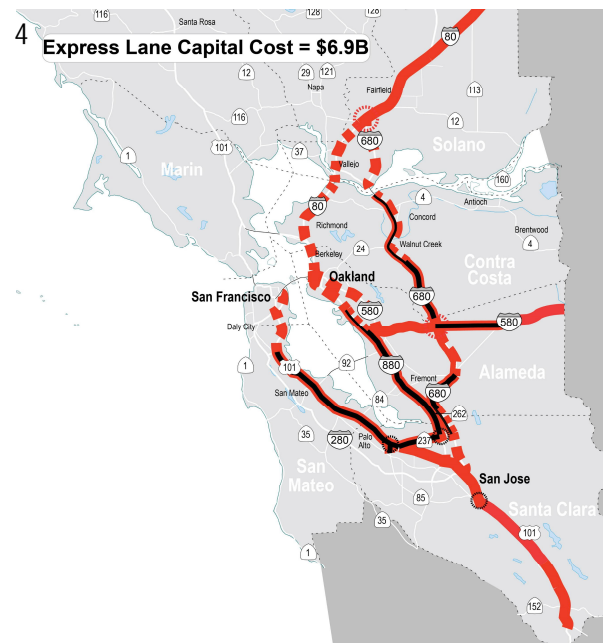 4
Express Lane Capital Cost = $6.9B
116
Santa Rosa
128
128
80
12
29
121
Napa
Fairfield
113
116
12
101
680
Solano
1
37
Marin
Vallejo
160
4
Antioch
80
Concord
Richmond
Brentwood
24
Walnut Creek
4
Berkeley
Contra
Costa
Oakland
San Francisco
680
580
580
Daly City
92
880
Alameda
1
101
Fremont
San Mateo
84
680
262
35
280
Palo
Alto
237
San
Mateo
San Jose
85
Santa Clara
35
101
1
152